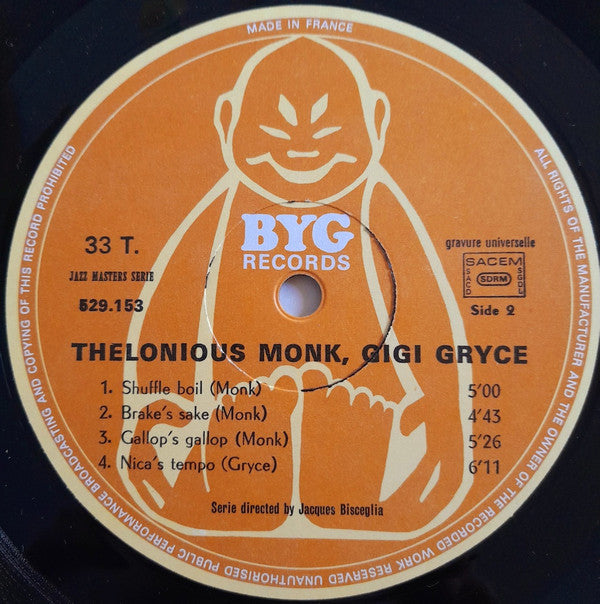 MADE IN FRANCE
ALL RIGHTS OF THE MANUFACTURER AND THE OWNER OF THE RECORDED WORK RESERVED UNAUTHORISED PUBLIC PERFORMANCE BROADCASTING AND COPYING OF THIS RECORD PROHIBITED
BYG
RECORDS
33 T.
JAZZ MASTERS SERIE
529.153
gravure universelle
SACEM
SACD
SDRM
SGDL
Side 2
THELONIOUS MONK, GIGI GRYCE
1. Shuffle boil (Monk) 5'00
2. Brake's sake (Monk) 4'43
3. Gallop's gallop (Monk) 5'26
4. Nica's tempo (Gryce) 6'11
Serie directed by Jacques Bisceglia